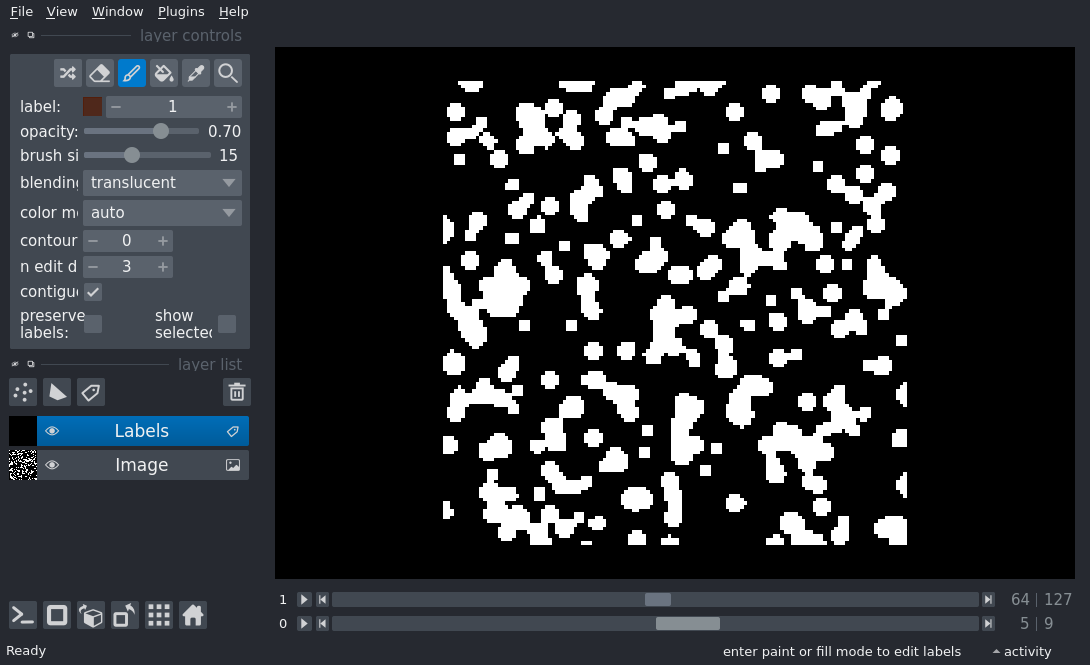 File View Window Plugins Help
layer controls
label: 1
opacity: 0.70
brush si 15
blending translucent
color m auto
contour 0
n edit d 3
contigu
preserve labels: show selected
layer list
Labels
Image
1 64 | 127
0 5 | 9
Ready enter paint or fill mode to edit labels activity